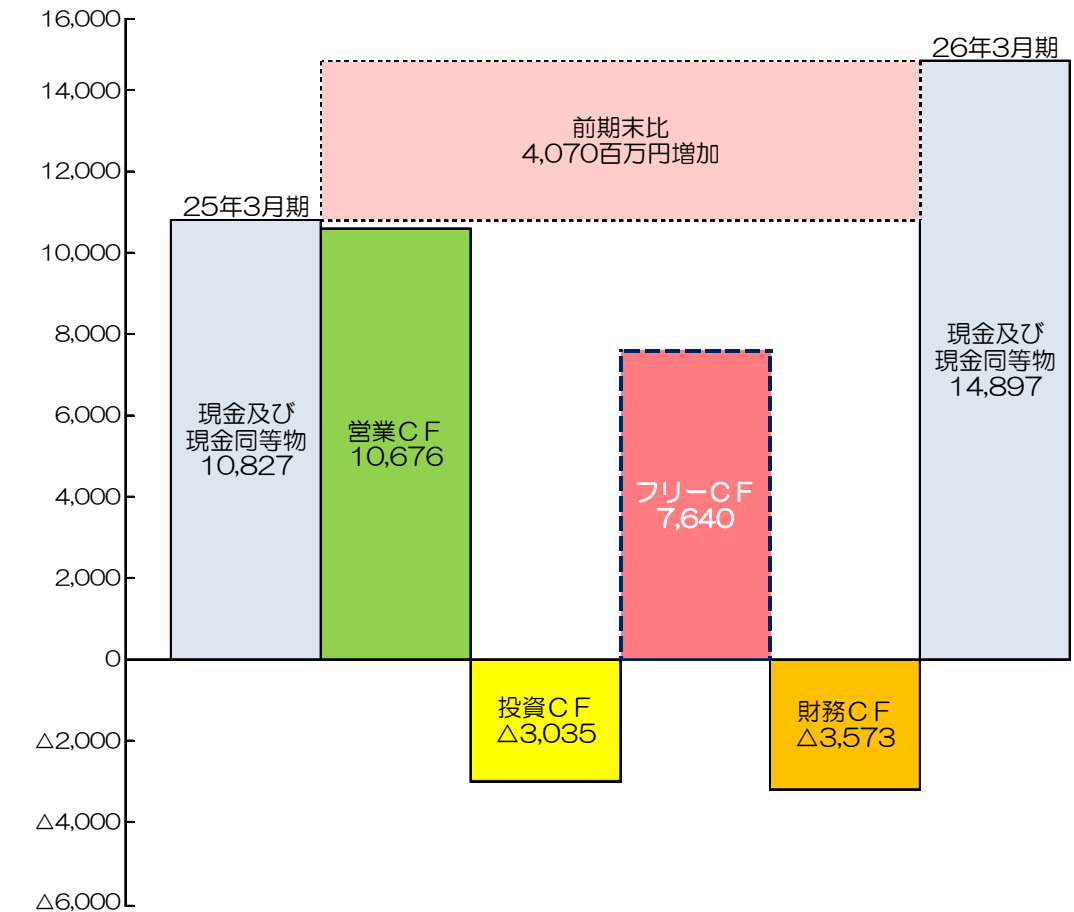 16,000
14,000
12,000
10,000
8,000
6,000
4,000
2,000
0
△2,000
△4,000
△6,000
25年3月期
現金及び
現金同等物
10,827
営業CF
10,676
投資CF
△3,035
前期末比
4,070百万円増加
フリーCF
7,640
財務CF
△3,573
26年3月期
現金及び
現金同等物
14,897